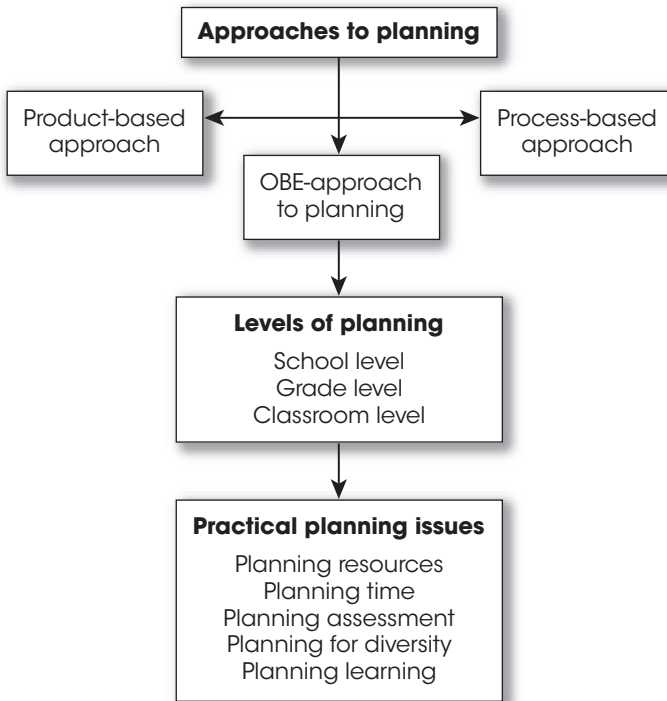 Approaches to planning
Product-based
approach
Process-based
approach
OBE-approach
to planning
Levels of planning
School level
Grade level
Classroom level
Practical planning issues
Planning resources
Planning time
Planning assessment
Planning for diversity
Planning learning